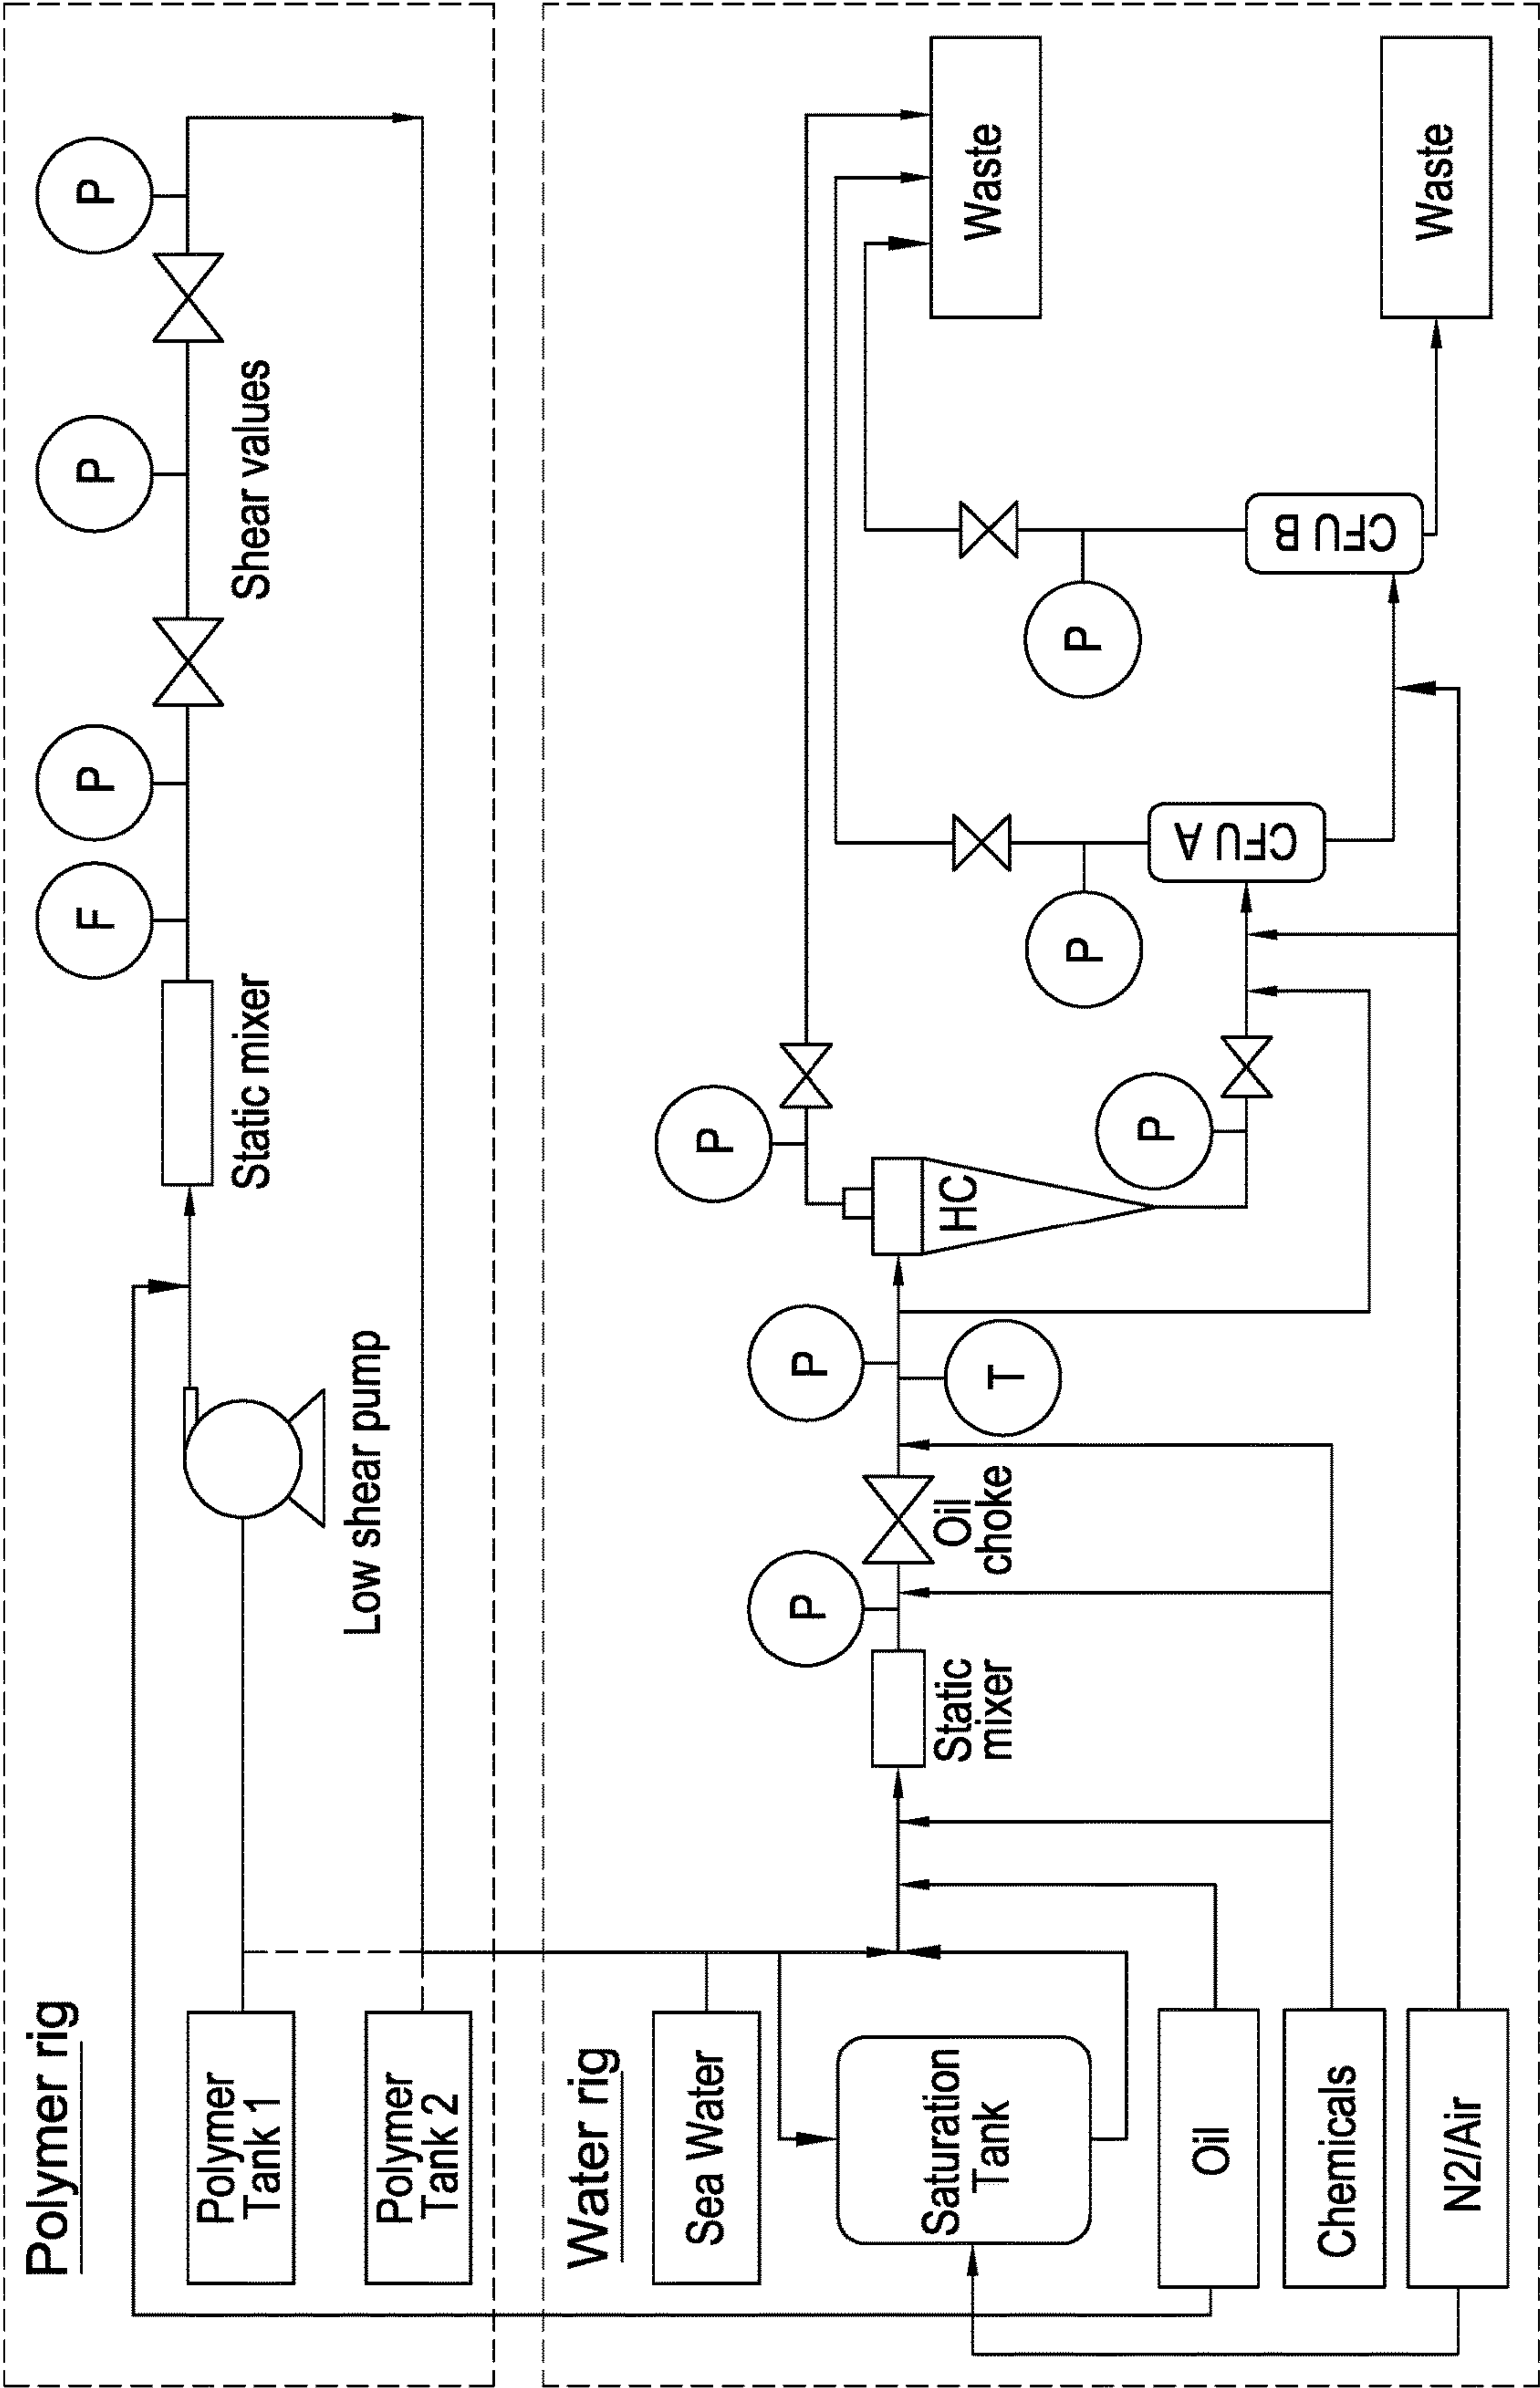 Polymer rig
Polymer
Tank 1
Polymer
Tank 2
Low shear pump
Static mixer
F
P
P
Shear values
P
Water rig
Sea Water
Saturation
Tank
Oil
Chemicals
N2/Air
Static
mixer
P
Oil
choke
P
T
HC
P
P
P
CFU A
P
CFU B
Waste
Waste